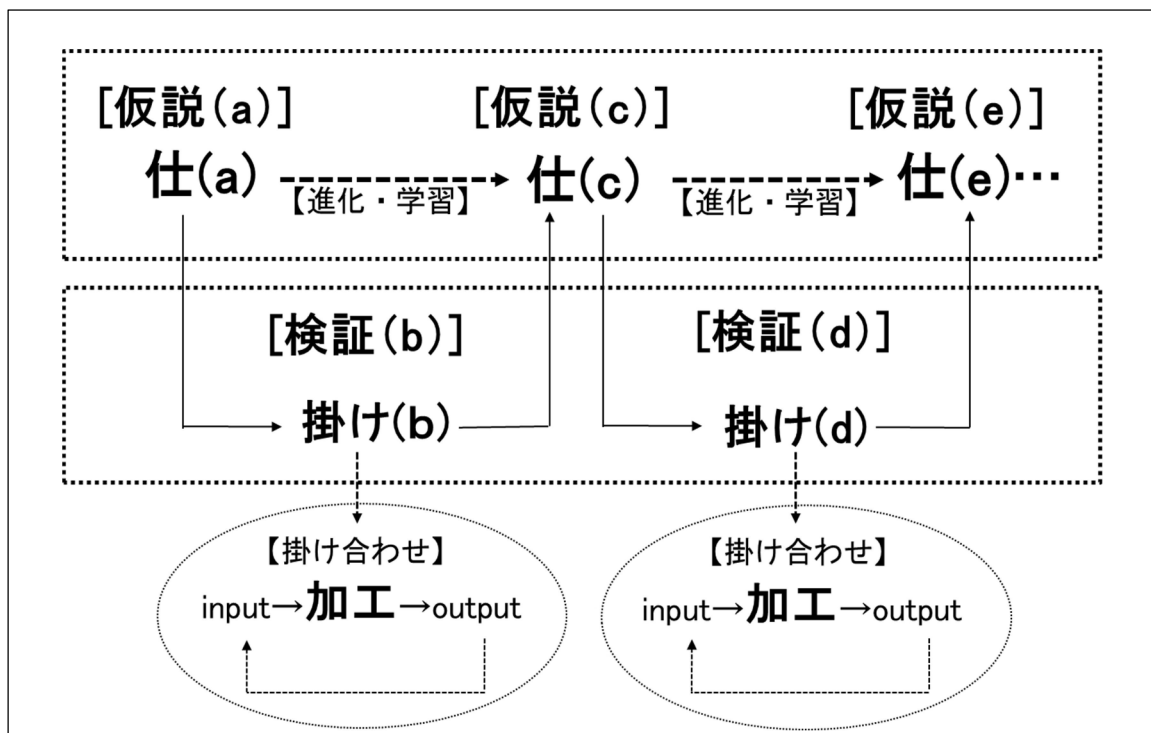 [仮説(a)] [仮説(c)] [仮説(e)]
仕(a) 仕(c) 仕(e)…
【進化・学習】 【進化・学習】
[検証(b)] [検証(d)]
掛け(b) 掛け(d)
【掛け合わせ】 【掛け合わせ】
input→加工→output input→加工→output